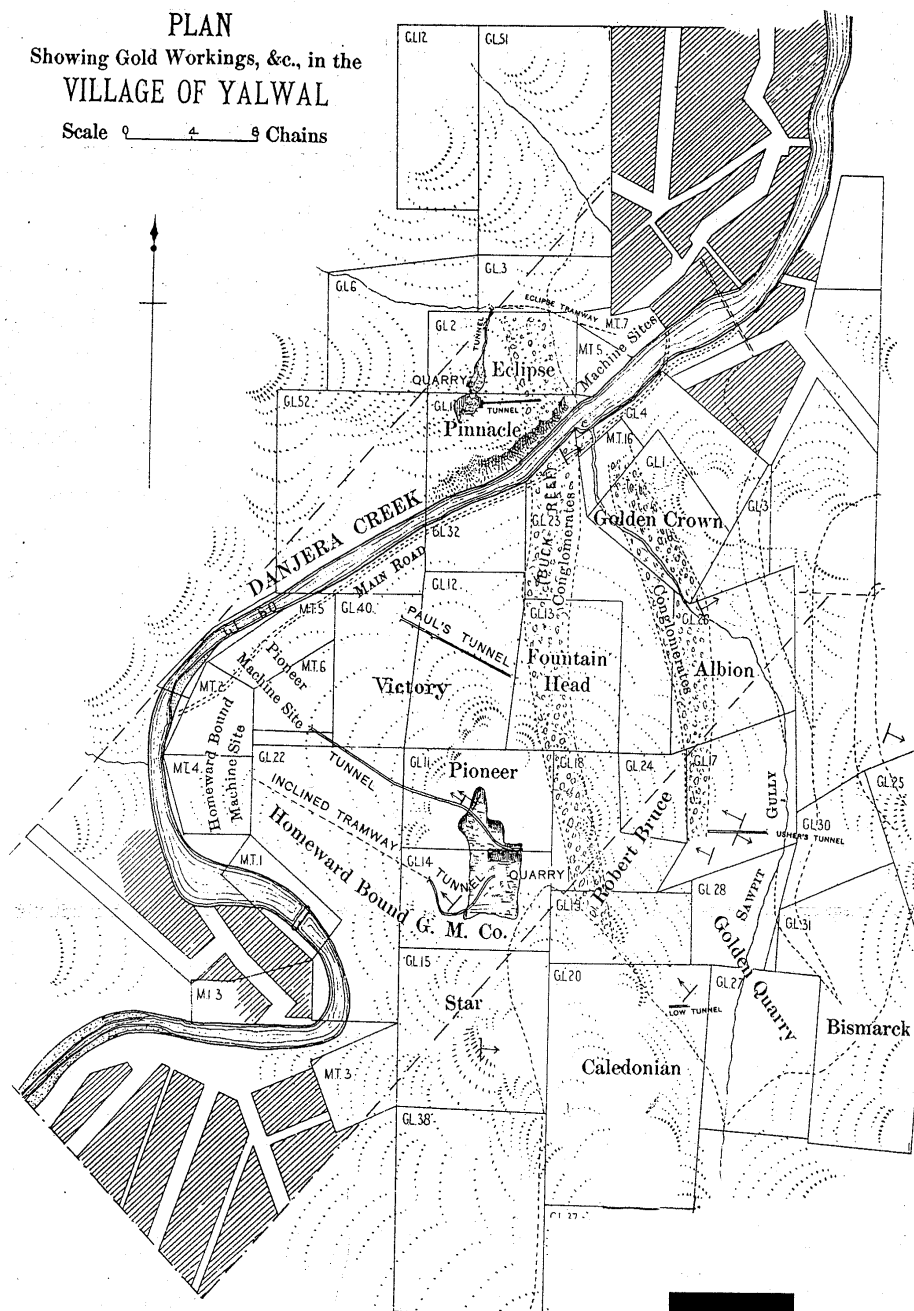 PLAN
Showing Gold Workings, &c., in the
VILLAGE OF YALWAL
Scale 0 4 8 Chains
GL12
GL51
GL6
GL3
ECLIPSE TRAMWAY
M.T.7
GL2
TUNNEL
Eclipse
M.T.5
Machine Sites
QUARRY
GL52
GL1
TUNNEL
Pinnacle
GL4
M.T.16
GL1
GL3
Golden Crown
DANJERA CREEK
MAIN ROAD
GL32
GL23
BUCK REEF
Conglomerates
GL12
M.T.5
GL40
PAUL'S TUNNEL
GL13
Conglomerates
GL26
Pioneer
Machine Site
M.T.6
Victory
Fountain
Head
Albion
M.T.2
Homeward Bound
Machine Site
M.T.4
GL22
TUNNEL
GL11
Pioneer
GL18
GL24
GL17
GL25
INCLINED TRAMWAY
Homeward Bound G. M. Co.
GL14
TUNNEL
QUARRY
Robert Bruce
GULLY
SAWPIT
GL30
USHER'S TUNNEL
M.T.1
GL19
GL28
GL31
Golden Quarry
GL15
Star
GL20
GL27
LOW TUNNEL
Bismarck
M.T.3
Caledonian
M.T.3
GL38